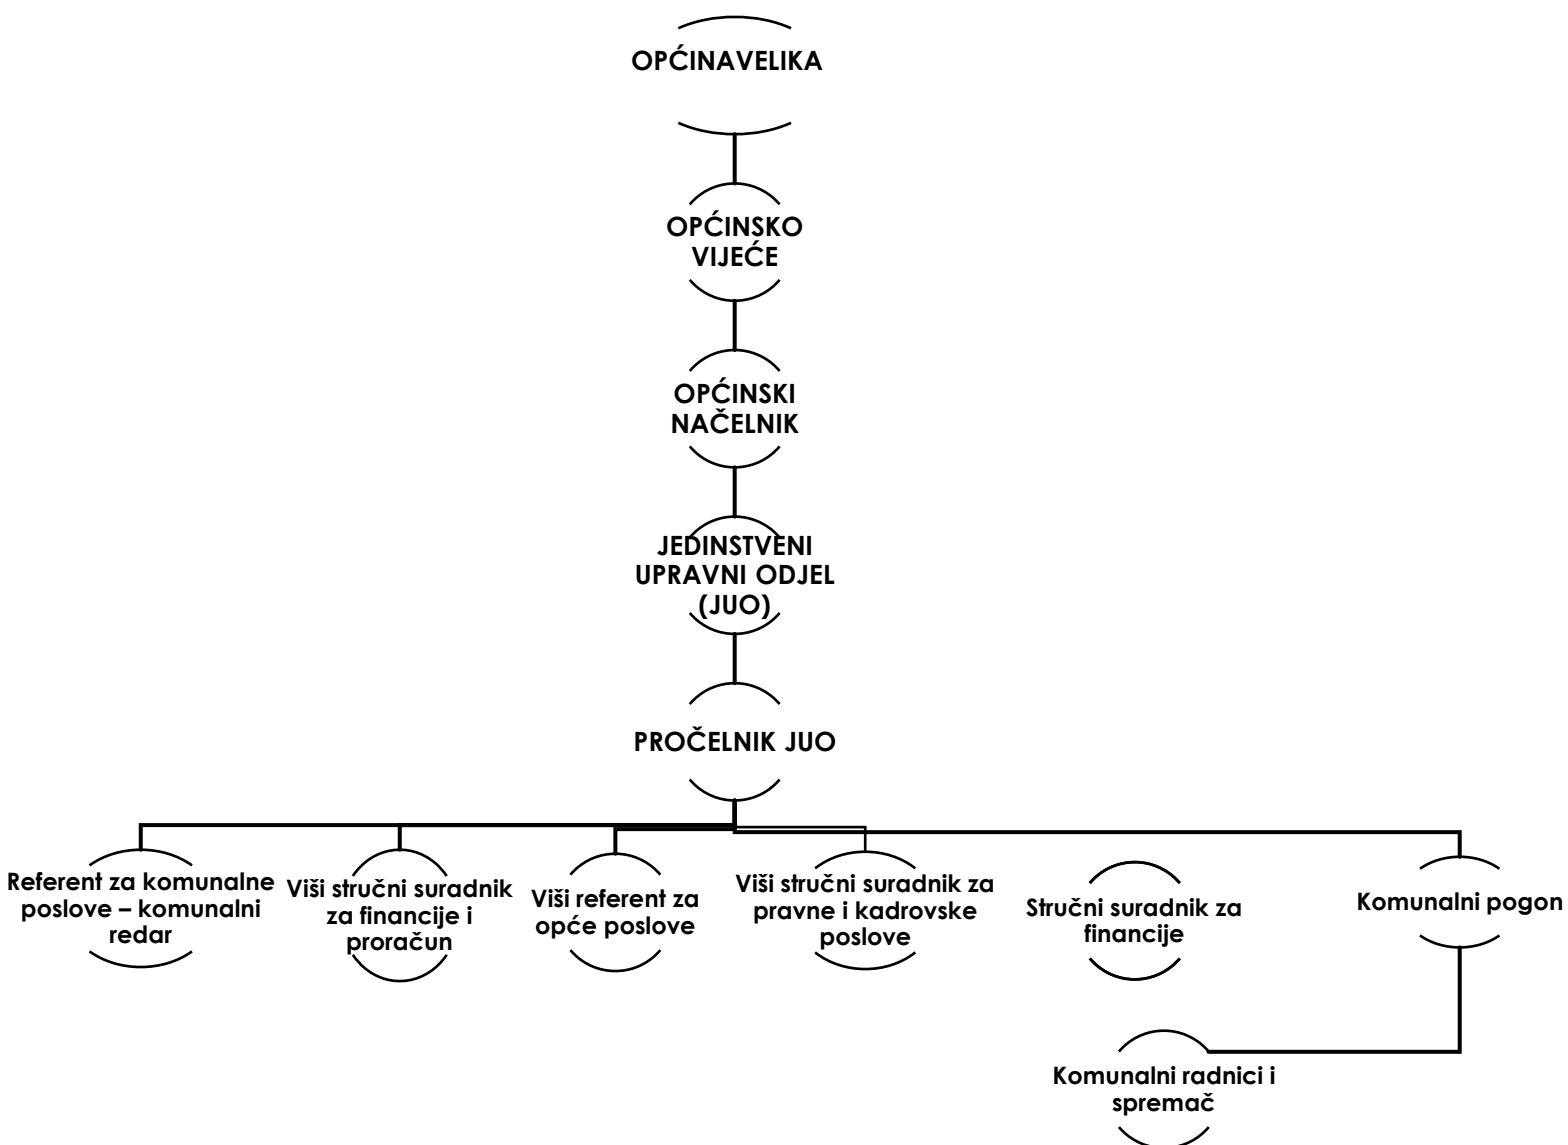 OPĆINAVELIKA
OPĆINSKO
VIJEĆE
OPĆINSKI
NAČELNIK
JEDINSTVENI
UPRAVNI ODJEL
(JUO)
PROČELNIK JUO
Referent za komunalne
poslove – komunalni
redar
Viši stručni suradnik
za financije i
proračun
Viši referent za
opće poslove
Viši stručni suradnik za
pravne i kadrovske
poslove
Stručni suradnik za
financije
Komunalni pogon
Komunalni radnici i
spremač